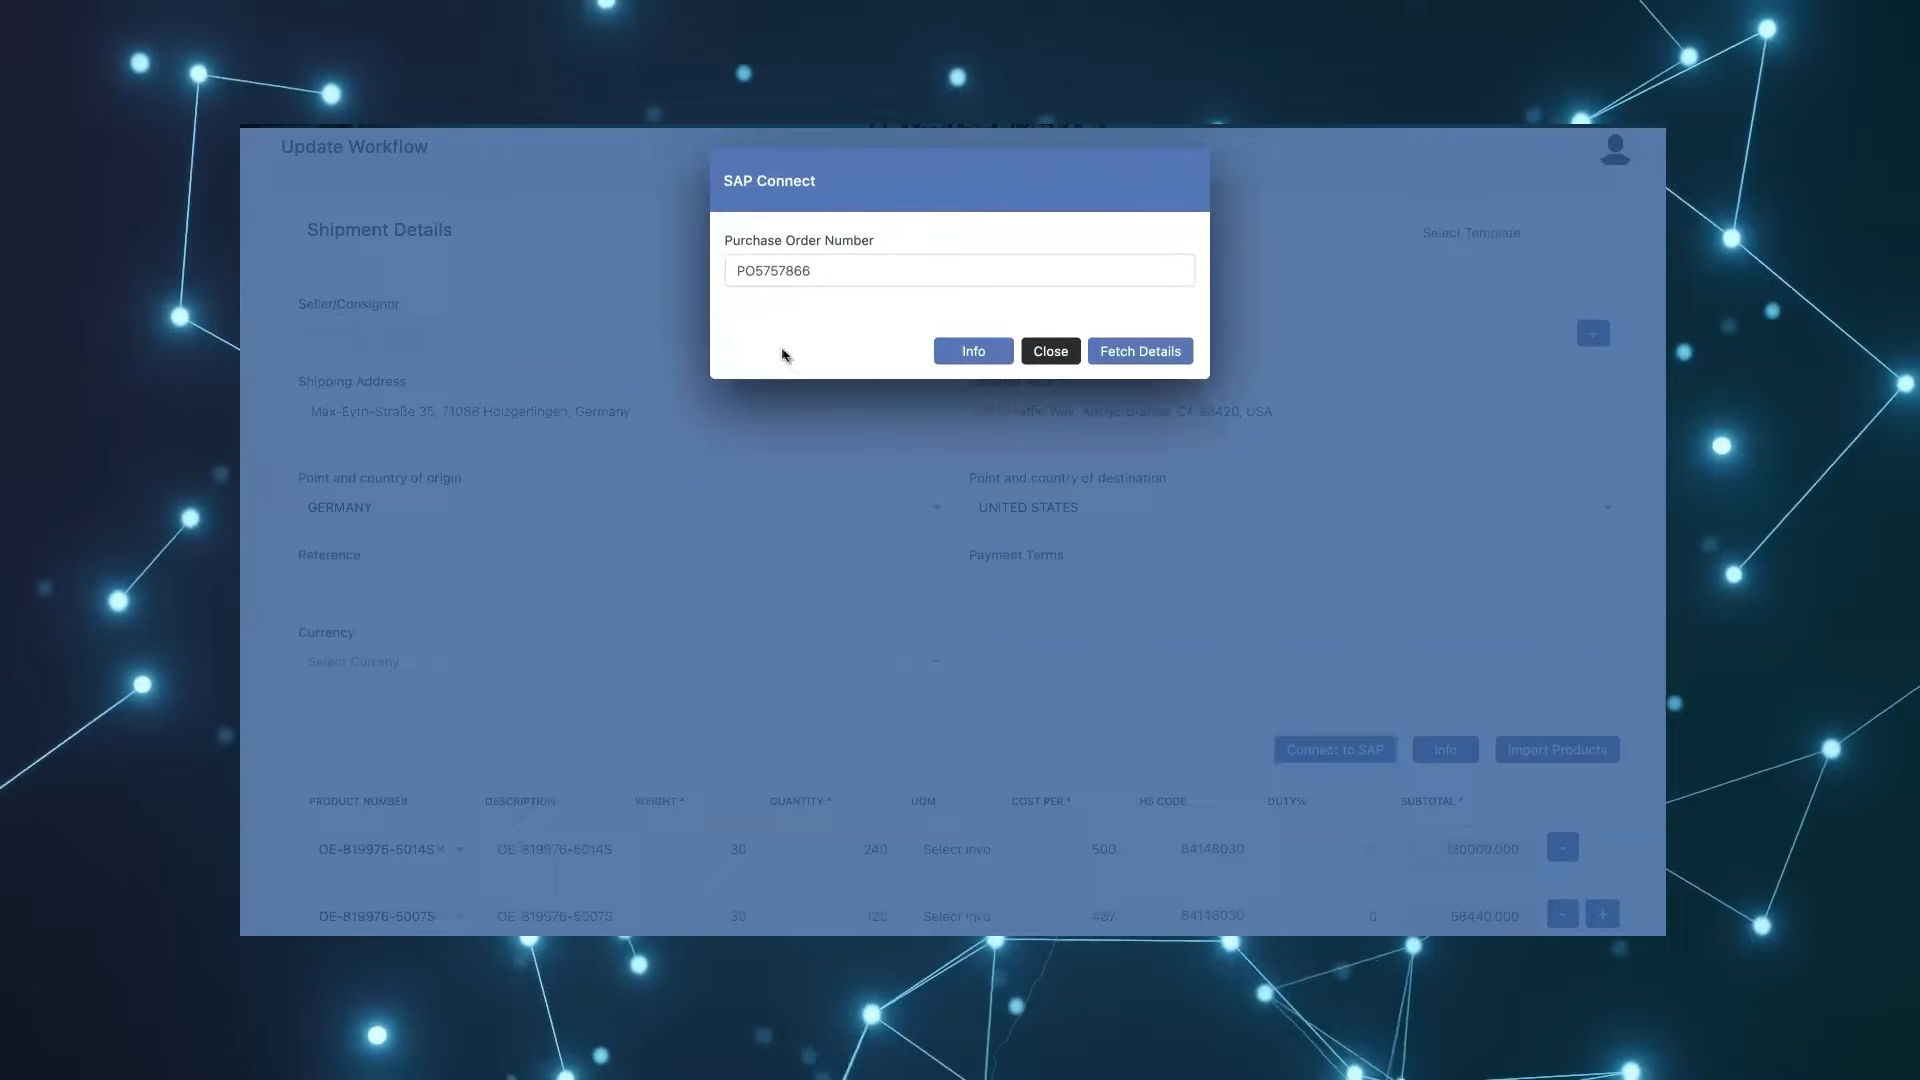 Update Workflow
SAP Connect
Purchase Order Number
PO5757866
Info Close Fetch Details
Shipment Details
Select Template
Seller/Consignor
+
Shipping Address
Max-Eyth-Straße 35, 71088 Holzgerlingen, Germany
CA 93420, USA
Point and country of origin Point and country of destination
GERMANY UNITED STATES
Reference Payment Terms
Currency
Select Curreny
Connect to SAP Info Import Products
PRODUCT NUMBER DESCRIPTION WEIGHT * QUANTITY * UOM COST PER * HS CODE DUTY% SUBTOTAL *
OE-819976-5014S × OE-819976-5014S 30 240 Select Invo 500 84148030 120000.000 -
OE-819976-5007S OE-819976-5007S 30 120 Select Invo 487 84148030 0 58440.000 - +